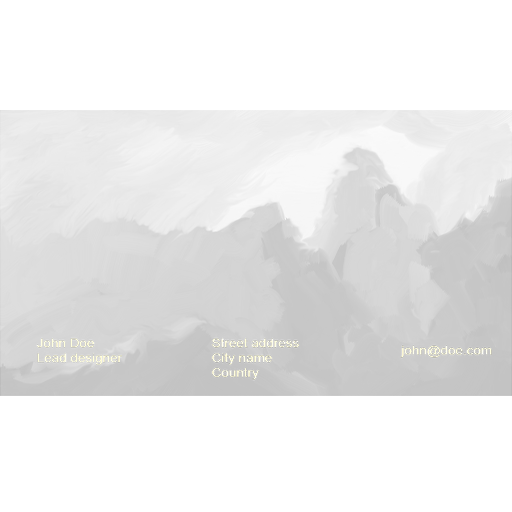 John Doe
Lead designer
Street address
City name
Country
john@doe.com